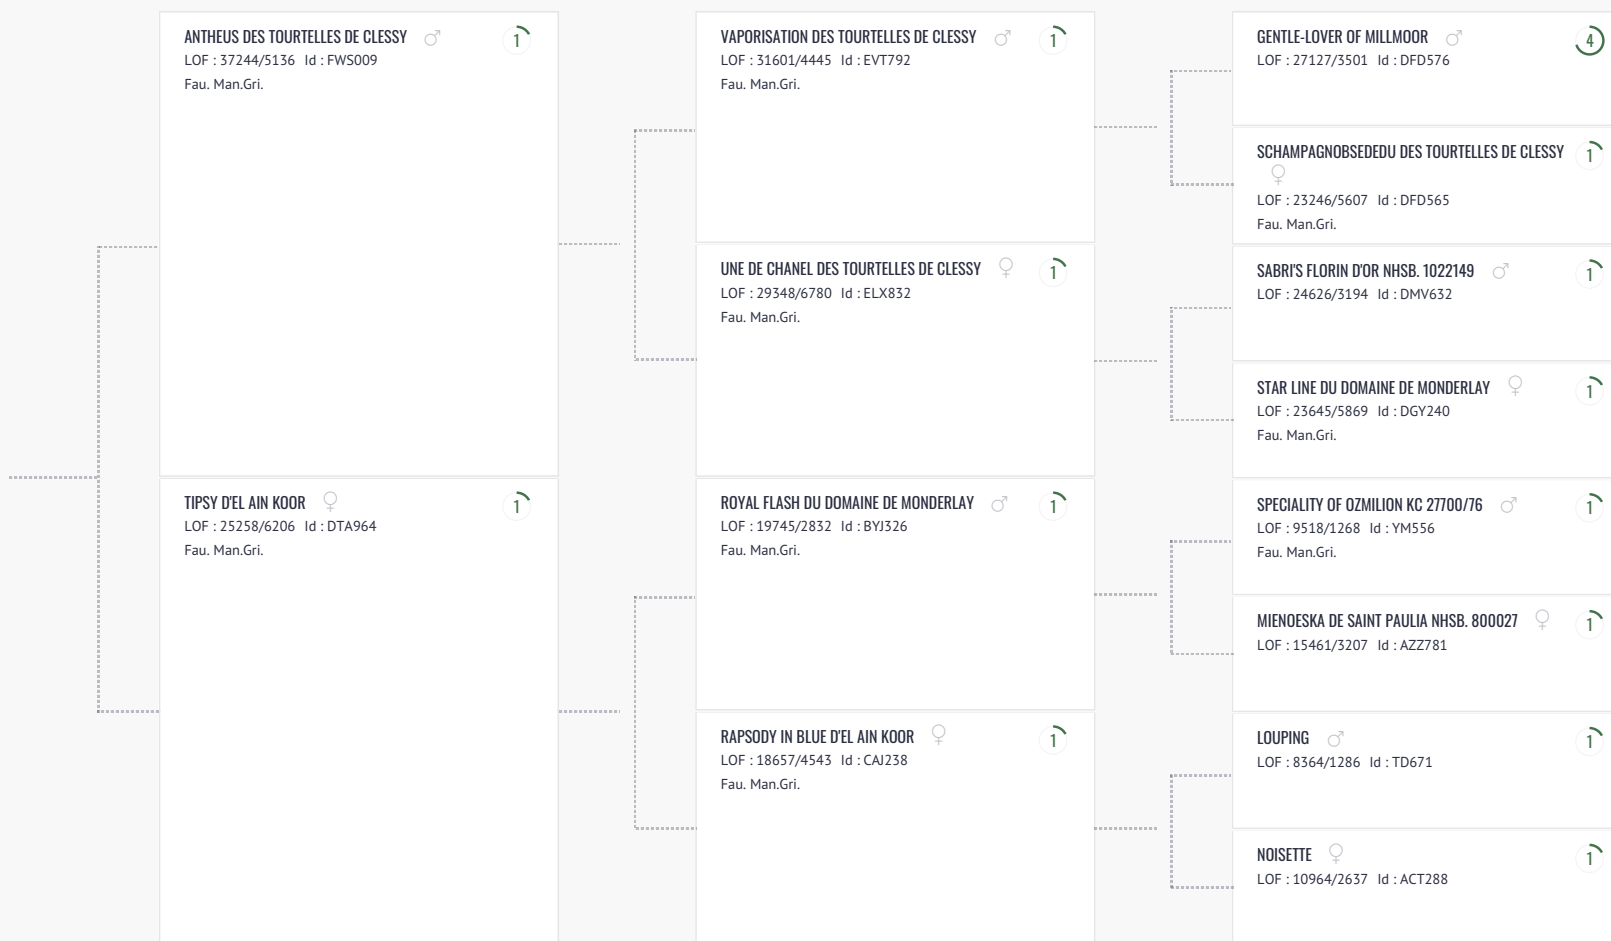 ANTHEUS DES TOURTELLES DE CLESSY
1
LOF : 37244/5136 Id : FWS009
Fau. Man.Gri.
TIPSY D'EL AIN KOOR
1
LOF : 25258/6206 Id : DTA964
Fau. Man.Gri.
VAPORISATION DES TOURTELLES DE CLESSY
1
LOF : 31601/4445 Id : EVT792
Fau. Man.Gri.
UNE DE CHANEL DES TOURTELLES DE CLESSY
1
LOF : 29348/6780 Id : ELX832
Fau. Man.Gri.
ROYAL FLASH DU DOMAINE DE MONDERLAY
1
LOF : 19745/2832 Id : BYJ326
Fau. Man.Gri.
RAPSODY IN BLUE D'EL AIN KOOR
1
LOF : 18657/4543 Id : CAJ238
Fau. Man.Gri.
GENTLE-LOVER OF MILLMOOR
4
LOF : 27127/3501 Id : DFD576
SCHAMPAGNOBSEDEDU DES TOURTELLES DE CLESSY
1
LOF : 23246/5607 Id : DFD565
Fau. Man.Gri.
SABRI'S FLORIN D'OR NHSB. 1022149
1
LOF : 24626/3194 Id : DMV632
STAR LINE DU DOMAINE DE MONDERLAY
1
LOF : 23645/5869 Id : DGY240
Fau. Man.Gri.
SPECIALITY OF OZMILION KC 27700/76
1
LOF : 9518/1268 Id : YM556
Fau. Man.Gri.
MIENOESKA DE SAINT PAULIA NHSB. 800027
1
LOF : 15461/3207 Id : AZZ781
LOUPING
1
LOF : 8364/1286 Id : TD671
NOISETTE
1
LOF : 10964/2637 Id : ACT288